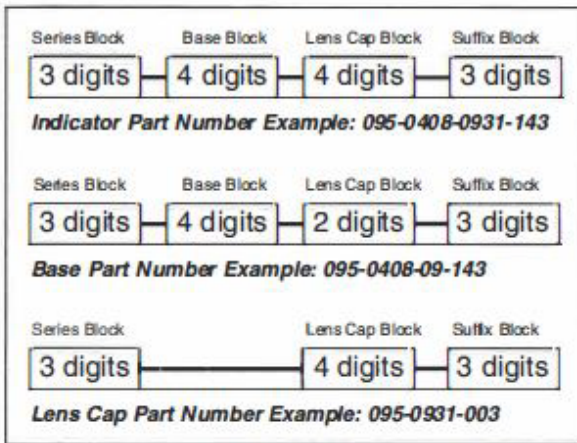 Series Block Base Block Lens Cap Block Suffix Block
3 digits 4 digits 4 digits 3 digits
Indicator Part Number Example: 095-0408-0931-143
Series Block Base Block Lens Cap Block Suffix Block
3 digits 4 digits 2 digits 3 digits
Base Part Number Example: 095-0408-09-143
Series Block Lens Cap Block Suffix Block
3 digits 4 digits 3 digits
Lens Cap Part Number Example: 095-0931-003